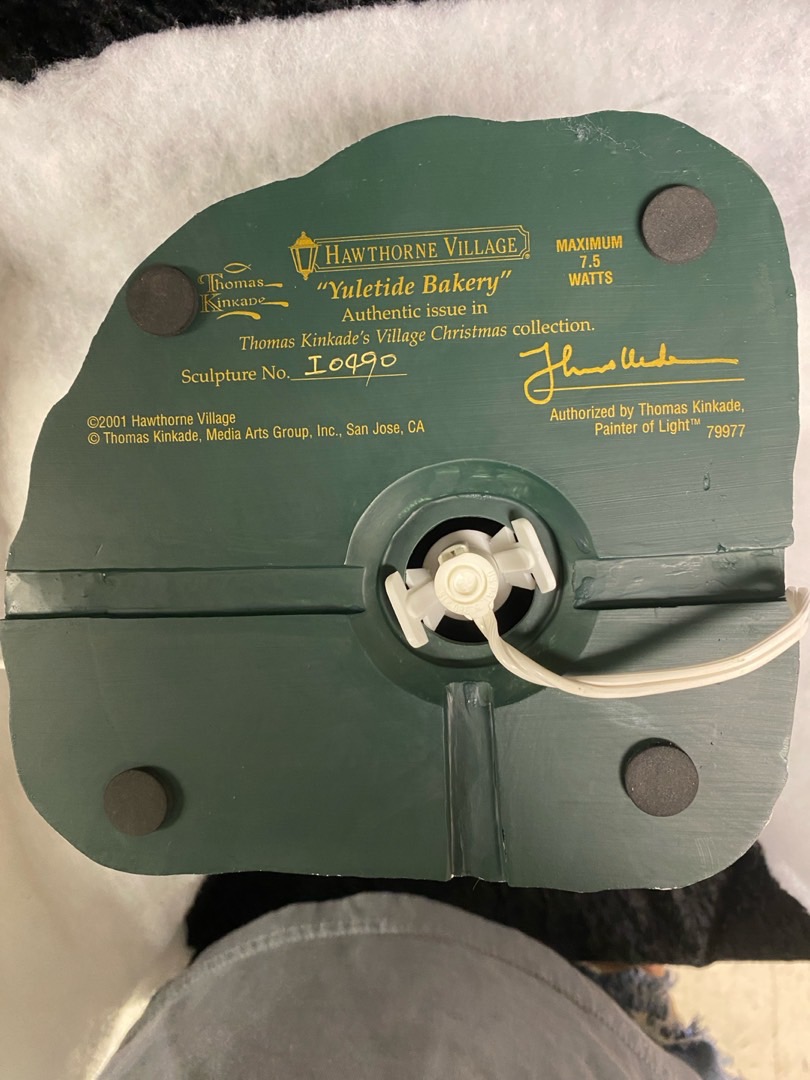 HAWTHORNE VILLAGE®
Thomas
Kinkade
"Yuletide Bakery"
Authentic issue in
Thomas Kinkade's Village Christmas collection.
MAXIMUM
7.5
WATTS
Sculpture No. I0490
Thomas Kinkade
©2001 Hawthorne Village
© Thomas Kinkade, Media Arts Group, Inc., San Jose, CA
Authorized by Thomas Kinkade,
Painter of Light™ 79977